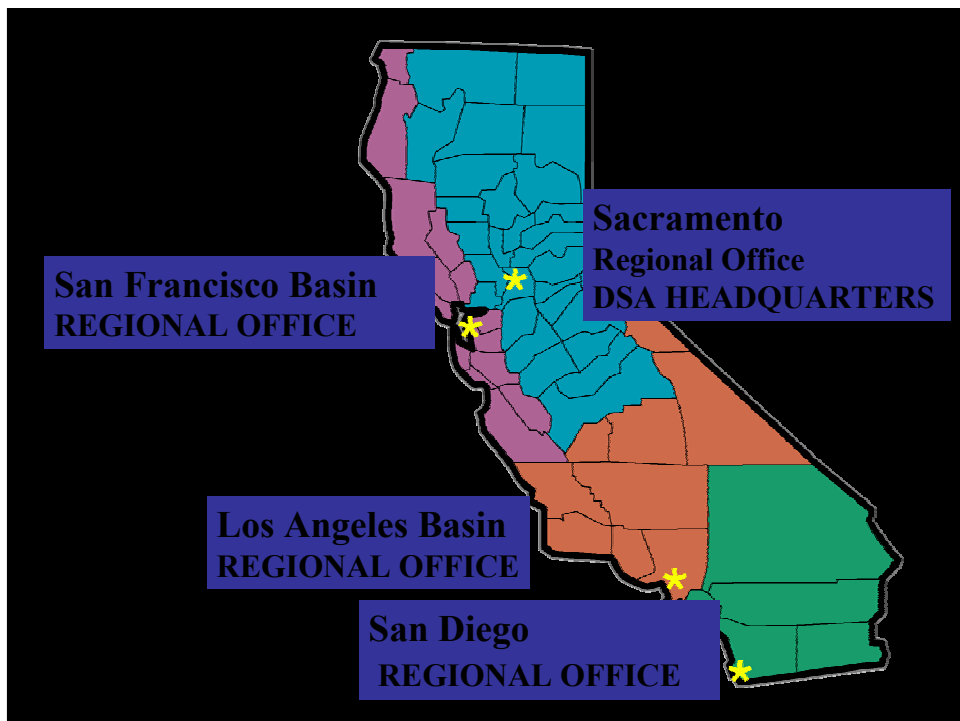 Sacramento
Regional Office
DSA HEADQUARTERS
San Francisco Basin
REGIONAL OFFICE
Los Angeles Basin
REGIONAL OFFICE
San Diego
REGIONAL OFFICE